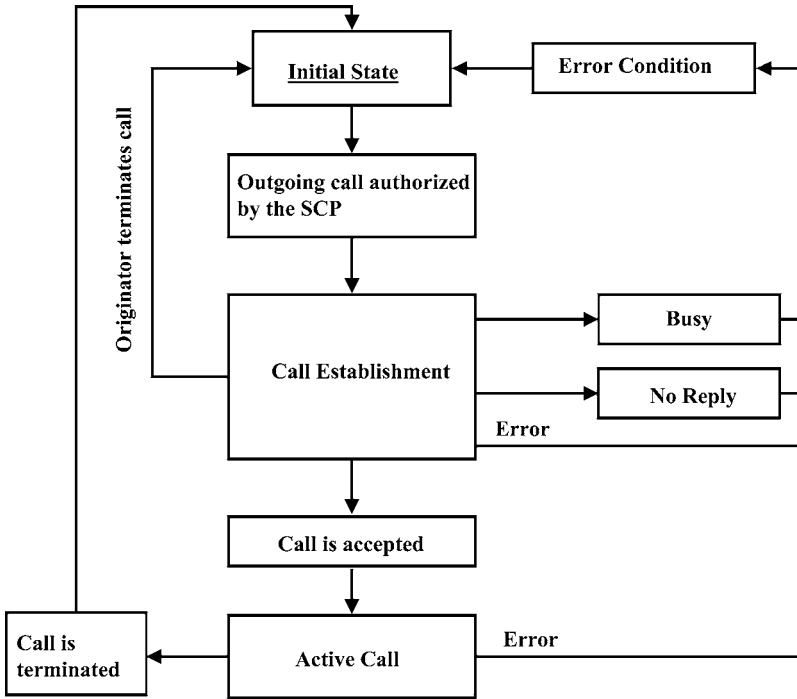 Initial State
Error Condition
Outgoing call authorized
by the SCP
Originator terminates call
Busy
Call Establishment
No Reply
Error
Call is accepted
Call is
terminated
Active Call
Error